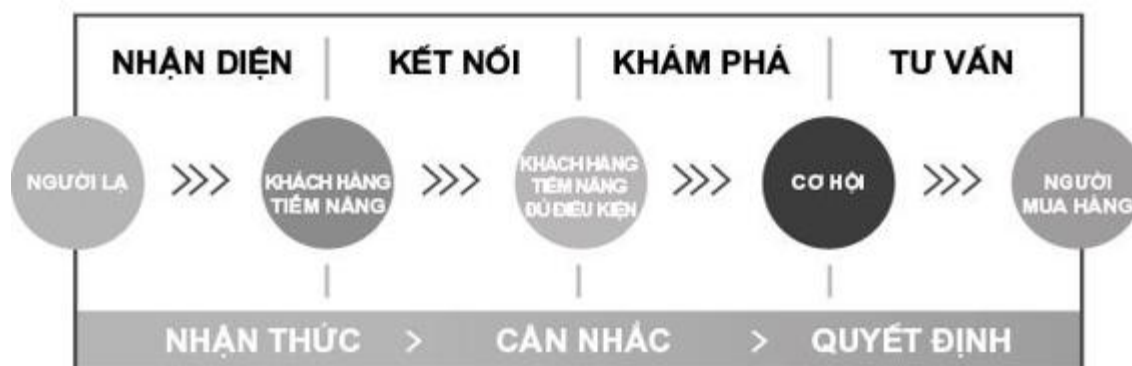 NHẬN DIỆN
KẾT NỐI
KHÁM PHÁ
TƯ VẤN
NGƯỜI LẠ
>>>
KHÁCH HÀNG
TIỀM NĂNG
>>>
KHÁCH HÀNG
TIỀM NĂNG
ĐỦ ĐIỀU KIỆN
>>>
CƠ HỘI
>>>
NGƯỜI
MUA HÀNG
NHẬN THỨC > CÂN NHẮC > QUYẾT ĐỊNH